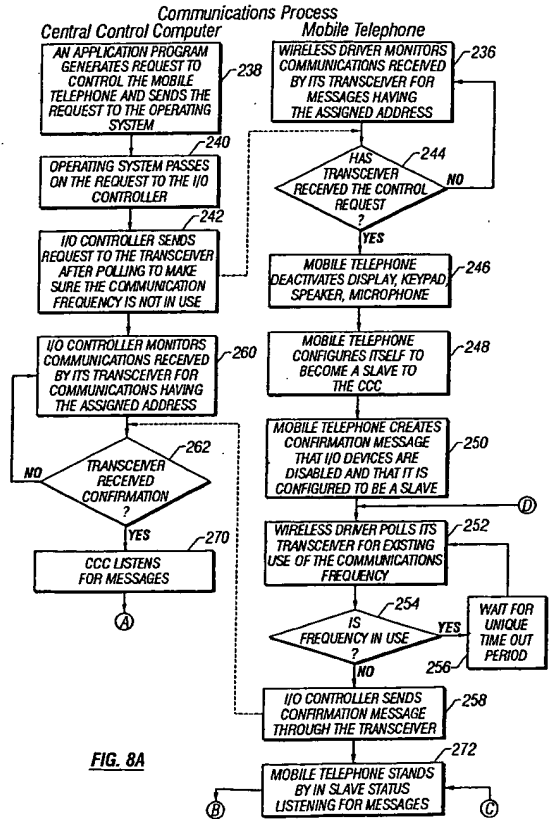 Communications Process
Central Control Computer
AN APPLICATION PROGRAM
GENERATES REQUEST TO
CONTROL THE MOBILE
TELEPHONE AND SENDS THE
REQUEST TO THE OPERATING
SYSTEM
238
240
OPERATING SYSTEM PASSES
ON THE REQUEST TO THE I/O
CONTROLLER
242
I/O CONTROLLER SENDS
REQUEST TO THE TRANSCEIVER
AFTER POLLING TO MAKE
SURE THE COMMUNICATION
FREQUENCY IS NOT IN USE
I/O CONTROLLER MONITORS
COMMUNICATIONS RECEIVED
BY ITS TRANSCEIVER FOR
COMMUNICATIONS HAVING
THE ASSIGNED ADDRESS
260
262
TRANSCEIVER
RECEIVED
CONFIRMATION
?
NO
YES
270
CCC LISTENS
FOR MESSAGES
A
Mobile Telephone
WIRELESS DRIVER MONITORS
COMMUNICATIONS RECEIVED
BY ITS TRANSCEIVER FOR
MESSAGES HAVING
THE ASSIGNED ADDRESS
236
HAS
TRANSCEIVER
RECEIVED THE CONTROL
REQUEST
?
244
NO
YES
MOBILE TELEPHONE
DEACTIVATES DISPLAY, KEYPAD,
SPEAKER, MICROPHONE
246
MOBILE TELEPHONE
CONFIGURES ITSELF TO
BECOME A SLAVE TO
THE CCC
248
MOBILE TELEPHONE CREATES
CONFIRMATION MESSAGE
THAT I/O DEVICES ARE
DISABLED AND THAT IT IS
CONFIGURED TO BE A SLAVE
250
D
WIRELESS DRIVER POLLS ITS
TRANSCEIVER FOR EXISTING
USE OF THE COMMUNICATIONS
FREQUENCY
252
254
IS
FREQUENCY IN USE
?
YES
NO
WAIT FOR
UNIQUE
TIME OUT
PERIOD
256
I/O CONTROLLER SENDS
CONFIRMATION MESSAGE
THROUGH THE TRANSCEIVER
258
272
MOBILE TELEPHONE STANDS
BY IN SLAVE STATUS
LISTENING FOR MESSAGES
B
C
FIG. 8A